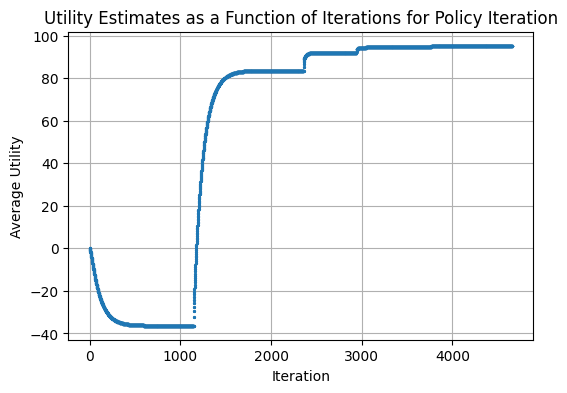 Utility Estimates as a Function of Iterations for Policy Iteration
Average Utility
100
80
60
40
20
0
−20
−40
0 1000 2000 3000 4000
Iteration